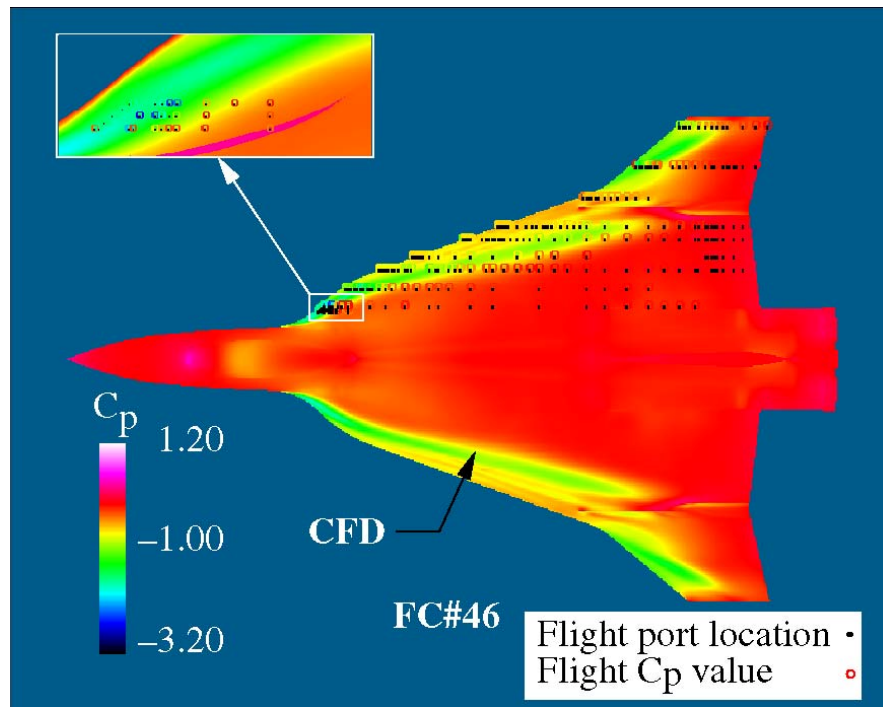 Cp
1.20
–1.00
–3.20
CFD
FC#46
Flight port location
Flight Cp value